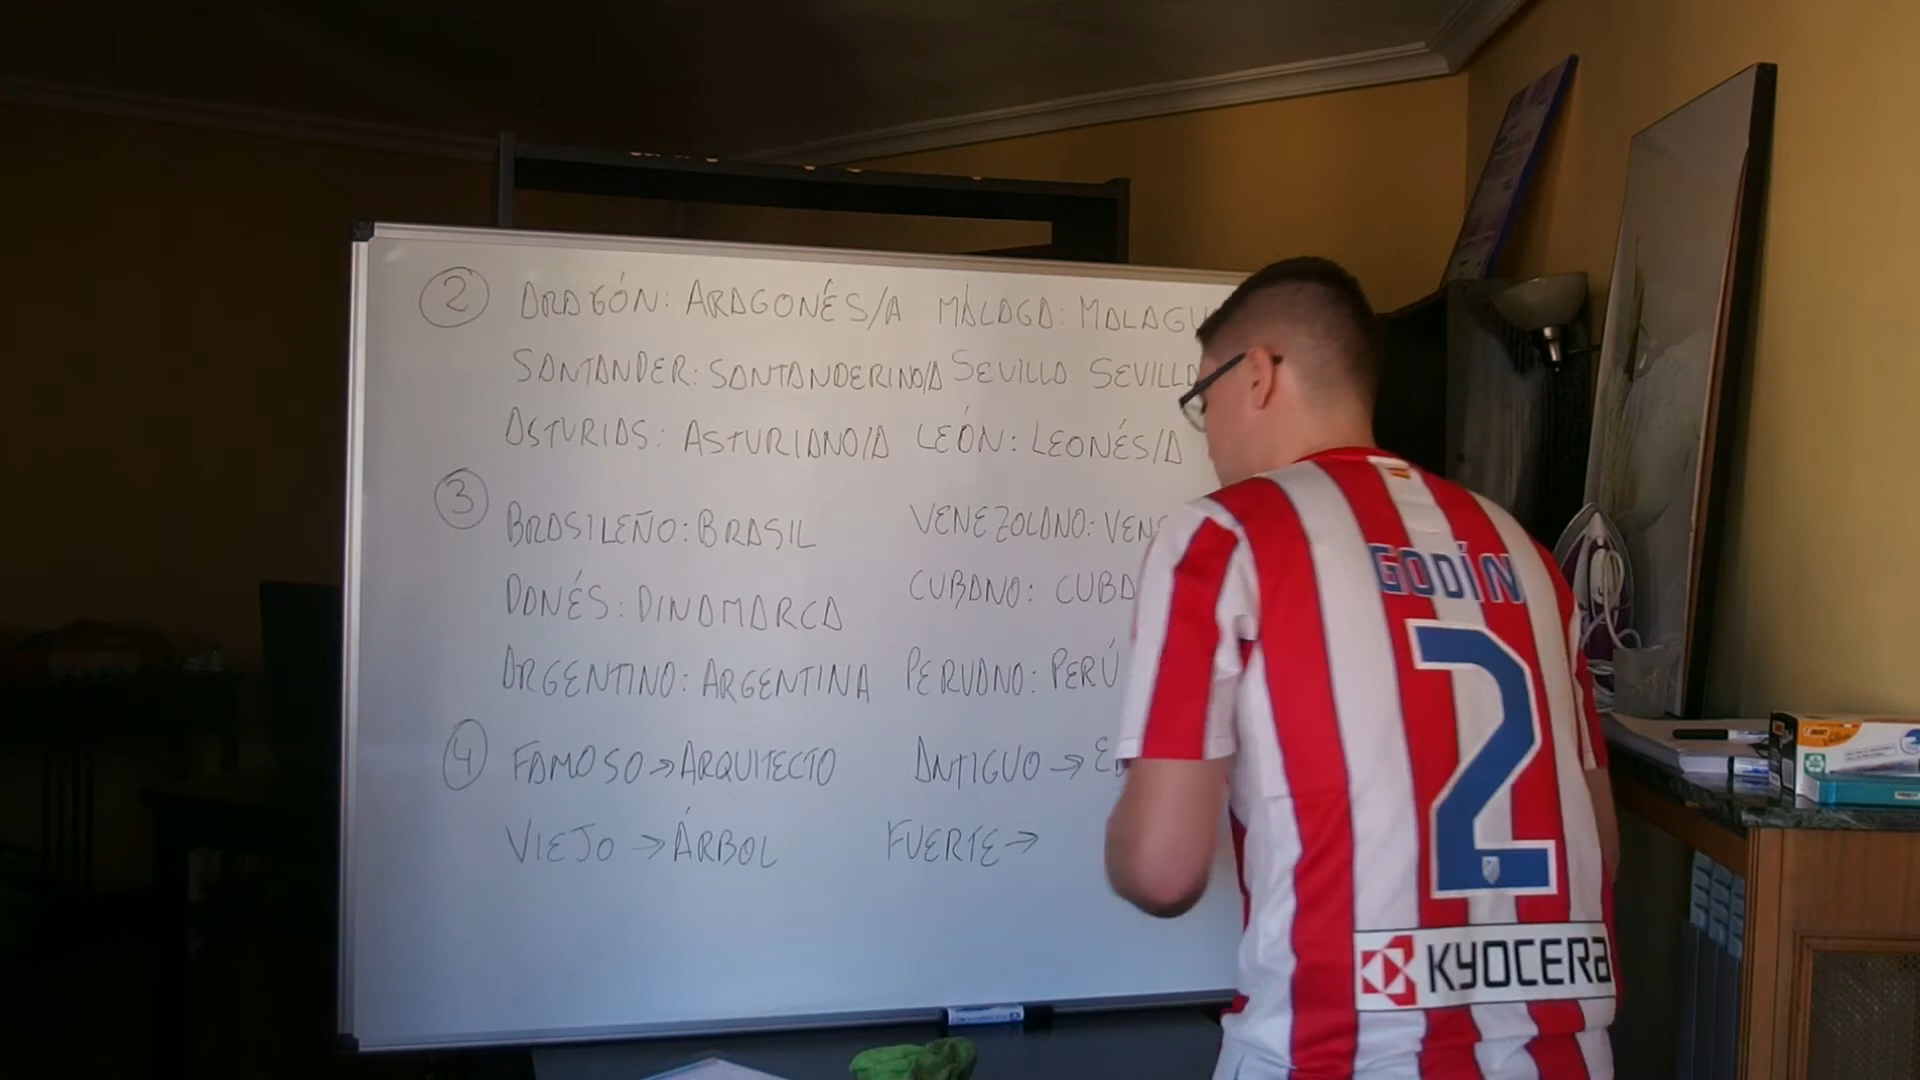 2 ARAGÓN: ARAGONÉS/A MÁLAGA: MALAGU
SANTANDER: SANTANDERINO/A SEVILLA: SEVILLA
ASTURIAS: ASTURIANO/A LEÓN: LEONÉS/A
3 BRASILEÑO: BRASIL VENEZOLANO: VENE
DANÉS: DINAMARCA CUBANO: CUBA
ARGENTINO: ARGENTINA PERUANO: PERÚ
4 FAMOSO → ARQUITECTO ANTIGUO →
VIEJO → ÁRBOL FUERTE →
GODÍN
2
KYOCERA